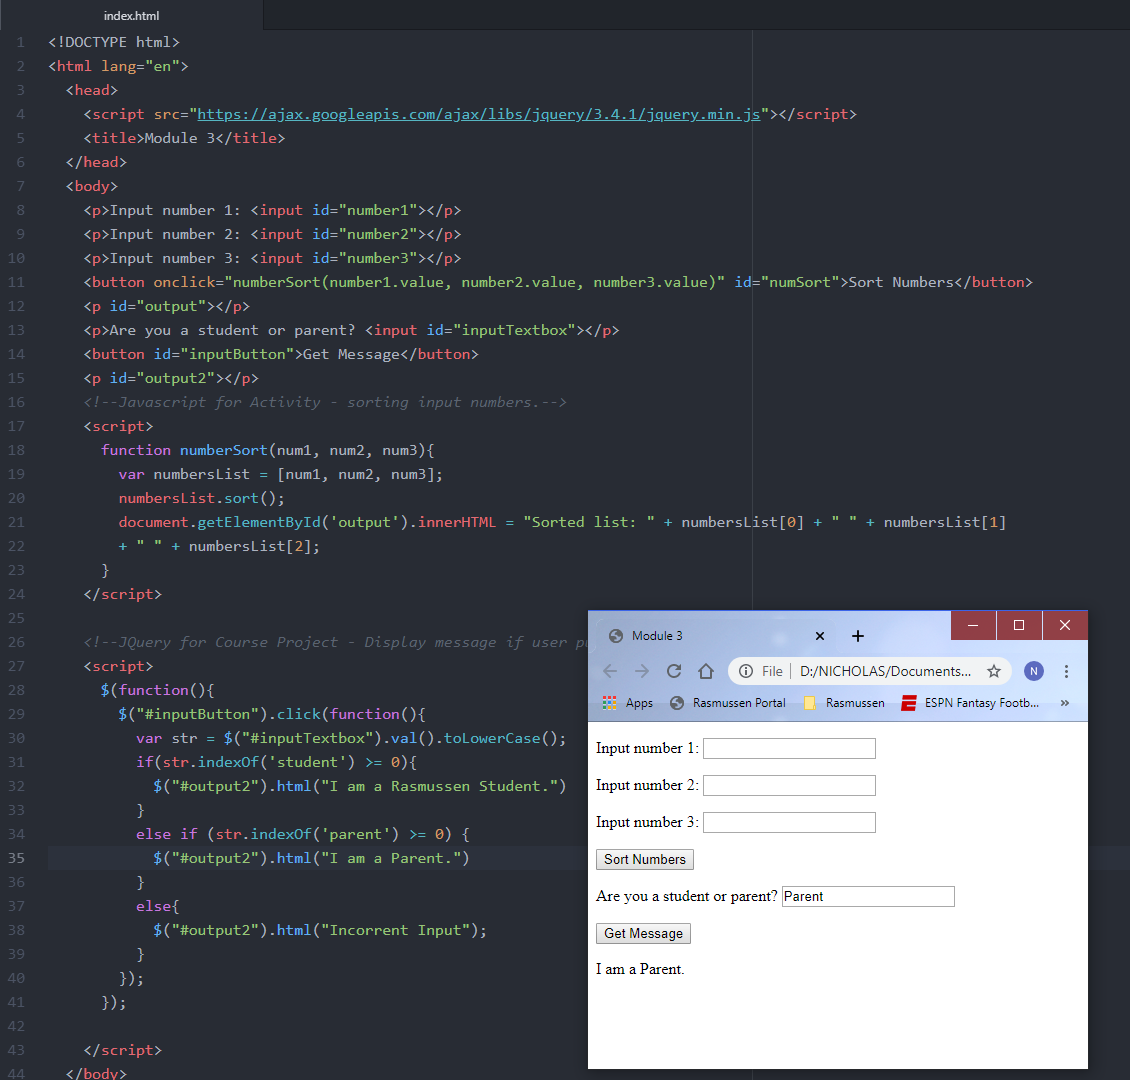 index.html
1 <!DOCTYPE html>
2 <html lang="en">
3 <head>
4 <script src="https://ajax.googleapis.com/ajax/libs/jquery/3.4.1/jquery.min.js"></script>
5 <title>Module 3</title>
6 </head>
7 <body>
8 <p>Input number 1: <input id="number1"></p>
9 <p>Input number 2: <input id="number2"></p>
10 <p>Input number 3: <input id="number3"></p>
11 <button onclick="numberSort(number1.value, number2.value, number3.value)" id="numSort">Sort Numbers</button>
12 <p id="output"></p>
13 <p>Are you a student or parent? <input id="inputTextbox"></p>
14 <button id="inputButton">Get Message</button>
15 <p id="output2"></p>
16 <!--Javascript for Activity - sorting input numbers.-->
17 <script>
18 function numberSort(num1, num2, num3){
19 var numbersList = [num1, num2, num3];
20 numbersList.sort();
21 document.getElementById('output').innerHTML = "Sorted list: " + numbersList[0] + " " + numbersList[1]
22 + " " + numbersList[2];
23 }
24 </script>
25
26 <!--JQuery for Course Project - Display message if user
27 <script>
28 $(function(){
29 $("#inputButton").click(function(){
30 var str = $("#inputTextbox").val().toLowerCase();
31 if(str.indexOf('student') >= 0){
32 $("#output2").html("I am a Rasmussen Student.")
33 }
34 else if (str.indexOf('parent') >= 0) {
35 $("#output2").html("I am a Parent.")
36 }
37 else{
38 $("#output2").html("Incorrent Input");
39 }
40 });
41 });
42
43 </script>
44 </body>
Module 3
File D:/NICHOLAS/Documents... N
Apps Rasmussen Portal Rasmussen ESPN Fantasy Footb... »
Input number 1:
Input number 2:
Input number 3:
Sort Numbers
Are you a student or parent? Parent
Get Message
I am a Parent.